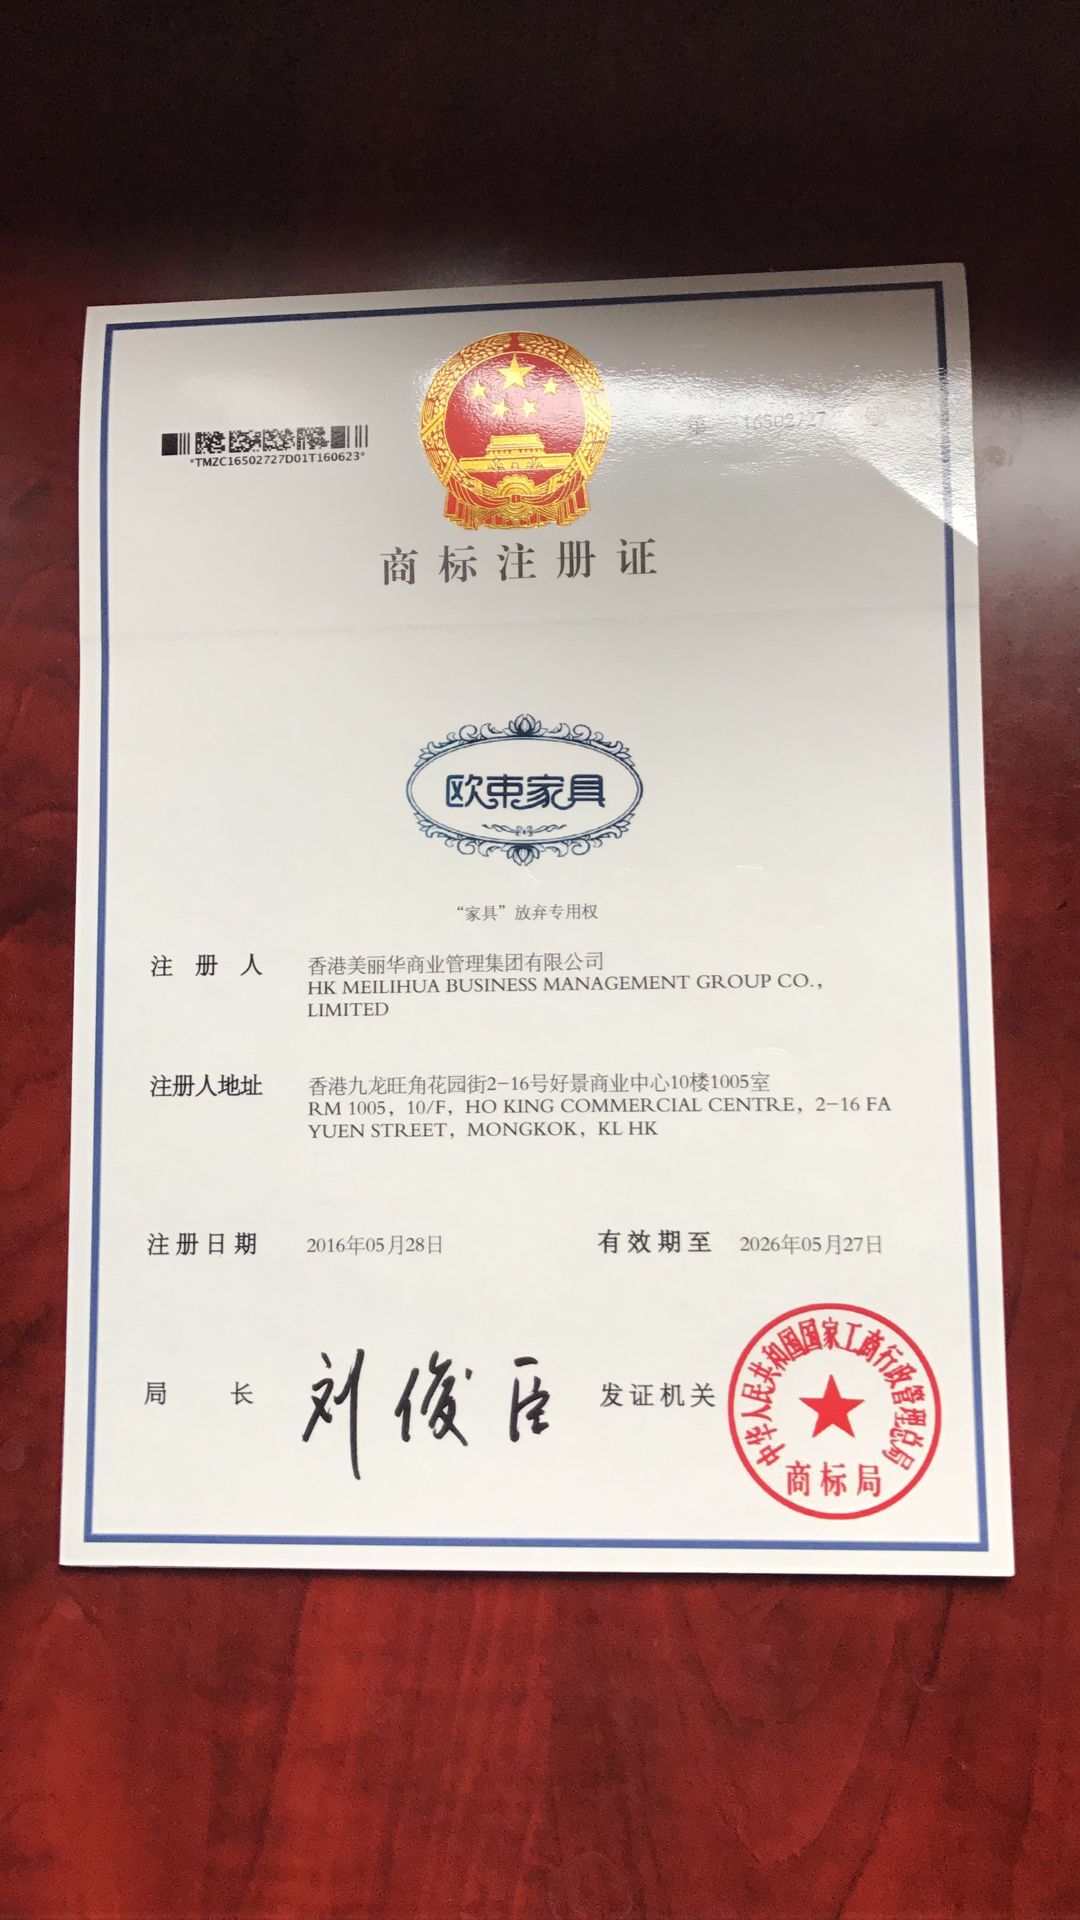 第 16502727 号
*TMZC16502727D01T160623*
商标注册证
欧束家具
“家具”放弃专用权
注册人 香港美丽华商业管理集团有限公司
HK MEILIHUA BUSINESS MANAGEMENT GROUP CO.,
LIMITED
注册人地址 香港九龙旺角花园街2-16号好景商业中心10楼1005室
RM 1005, 10/F, HO KING COMMERCIAL CENTRE, 2-16 FA
YUEN STREET, MONGKOK, KL HK
注册日期 2016年05月28日 有效期至 2026年05月27日
局长 刘俊臣 发证机关
中华人民共和国国家工商行政管理总局
商标局